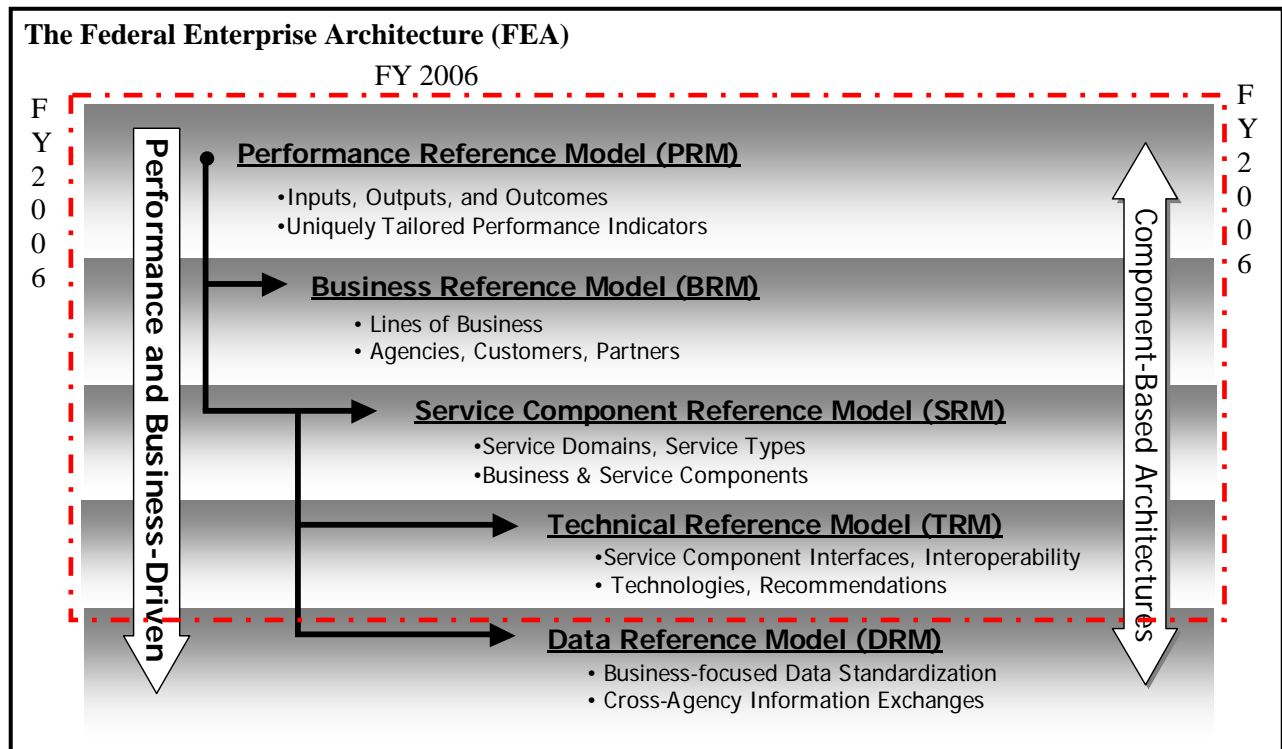 The Federal Enterprise Architecture (FEA)
FY 2006
F
Y
2
0
0
6
F
Y
2
0
0
6
Performance and Business-Driven
Performance Reference Model (PRM)
•Inputs, Outputs, and Outcomes
•Uniquely Tailored Performance Indicators
Business Reference Model (BRM)
• Lines of Business
• Agencies, Customers, Partners
Service Component Reference Model (SRM)
•Service Domains, Service Types
•Business & Service Components
Technical Reference Model (TRM)
•Service Component Interfaces, Interoperability
• Technologies, Recommendations
Data Reference Model (DRM)
• Business-focused Data Standardization
• Cross-Agency Information Exchanges
Component-Based Architectures